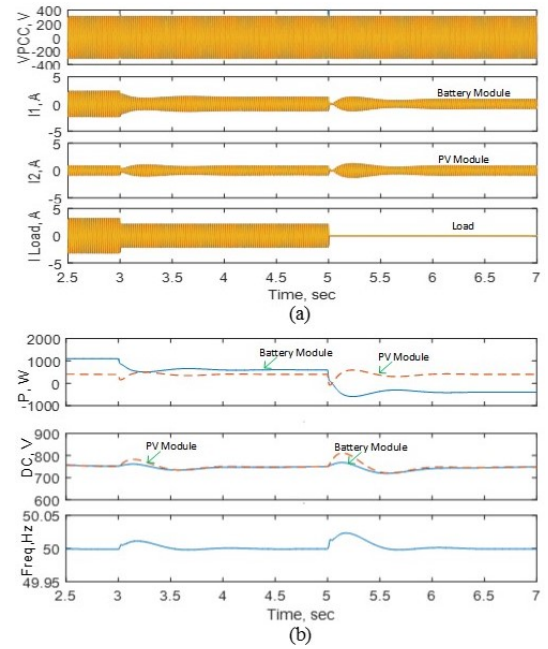 400
200
0
-200
-400
VPCC, V
5
0
-5
I1, A
Battery Module
5
0
-5
I2, A
PV Module
5
0
-5
I Load, A
Load
2.5 3 3.5 4 4.5 5 5.5 6 6.5 7
Time, sec
(a)
2000
1000
0
-1000
-P, W
Battery Module
PV Module
900
800
700
600
DC, V
PV Module
Battery Module
50.05
50
49.95
Freq,Hz
2.5 3 3.5 4 4.5 5 5.5 6 6.5 7
Time, sec
(b)